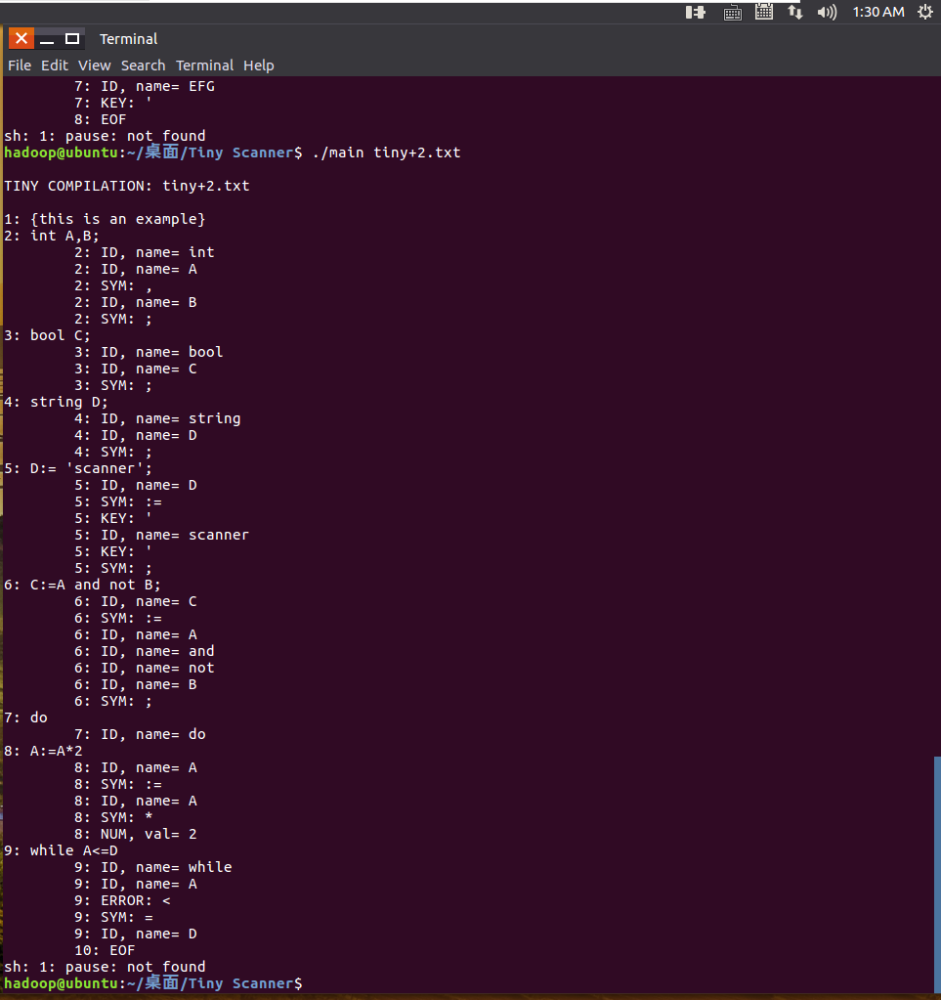 1:30 AM
Terminal
File Edit View Search Terminal Help
7: ID, name= EFG
7: KEY: '
8: EOF
sh: 1: pause: not found
hadoop@ubuntu:~/桌面/Tiny Scanner$ ./main tiny+2.txt
TINY COMPILATION: tiny+2.txt
1: {this is an example}
2: int A,B;
2: ID, name= int
2: ID, name= A
2: SYM: ,
2: ID, name= B
2: SYM: ;
3: bool C;
3: ID, name= bool
3: ID, name= C
3: SYM: ;
4: string D;
4: ID, name= string
4: ID, name= D
4: SYM: ;
5: D:= 'scanner';
5: ID, name= D
5: SYM: :=
5: KEY: '
5: ID, name= scanner
5: KEY: '
5: SYM: ;
6: C:=A and not B;
6: ID, name= C
6: SYM: :=
6: ID, name= A
6: ID, name= and
6: ID, name= not
6: ID, name= B
6: SYM: ;
7: do
7: ID, name= do
8: A:=A*2
8: ID, name= A
8: SYM: :=
8: ID, name= A
8: SYM: *
8: NUM, val= 2
9: while A<=D
9: ID, name= while
9: ID, name= A
9: ERROR: <
9: SYM: =
9: ID, name= D
10: EOF
sh: 1: pause: not found
hadoop@ubuntu:~/桌面/Tiny Scanner$